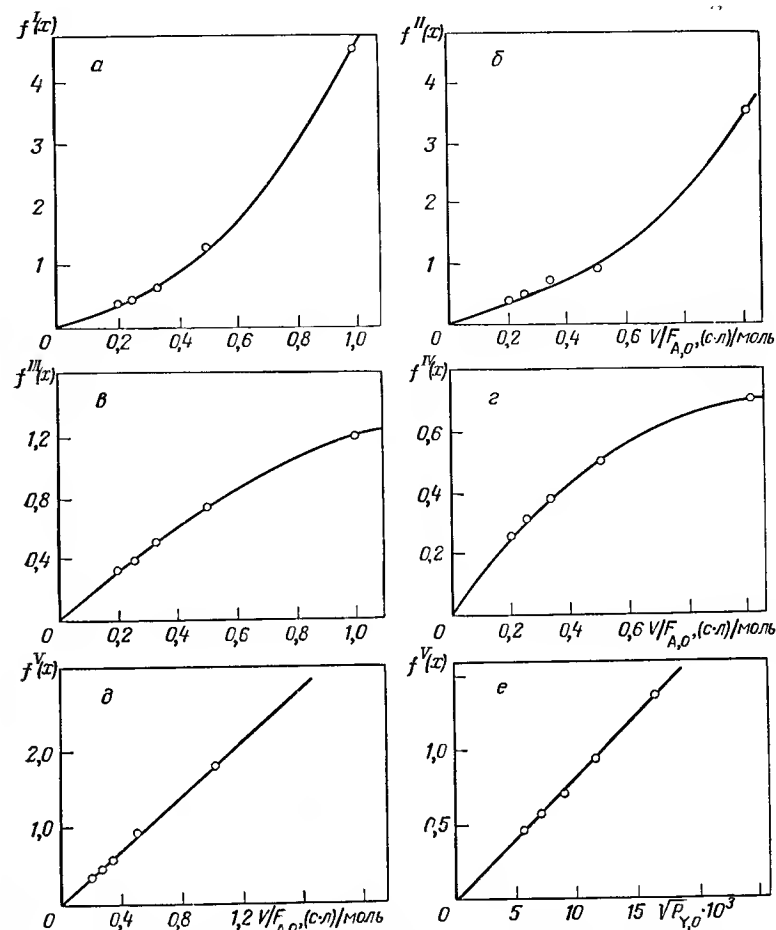 f^I(x)
а
4
3
2
1
0
0,2 0,4 0,6 0,8 1,0
f^II(x)
б
4
3
2
1
0
0,2 0,4 0,6 V/F_A,0, (с·л)/моль
f^III(x)
в
1,2
0,8
0,4
0
0,2 0,4 0,6 0,8 1,0
f^IV(x)
г
0,6
0,4
0,2
0
0,2 0,4 0,6 V/F_A,0, (с·л)/моль
f^V(x)
д
2,0
1,0
0
0,4 0,8 1,2 V/F_A,0, (с·л)/моль
f^V(x)
е
1,0
0,5
0
5 10 15 √P_Y,0 · 10^3